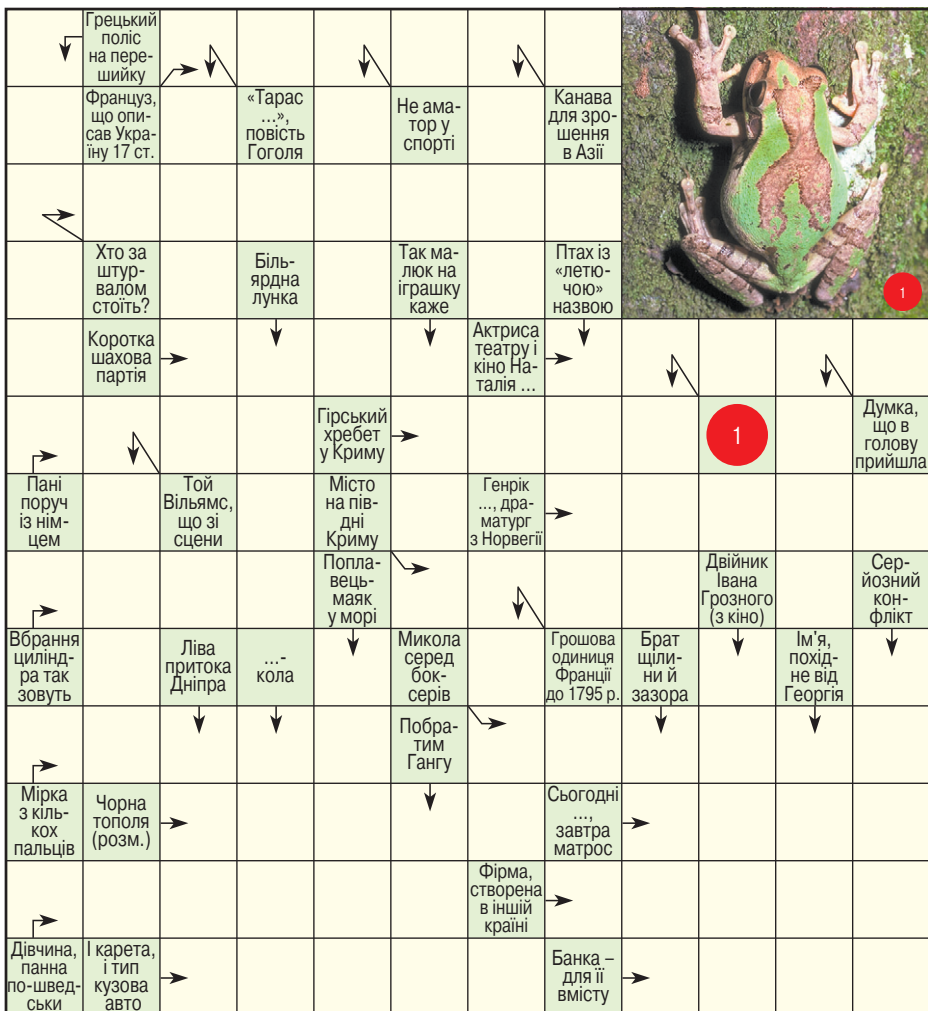 Грецький
поліс
на пере-
шийку
Француз,
що опи-
сав Укра-
їну 17 ст.
«Тарас
...»,
повість
Гоголя
Не ама-
тор у
спорті
Канава
для зро-
шення
в Азії
Хто за
штур-
валом
стоїть?
Біль-
ярдна
лунка
Так ма-
люк на
іграшку
каже
Птах із
«летю-
чою»
назвою
1
Коротка
шахова
партія
Актриса
театру і
кіно На-
талія ...
Гірський
хребет
у Криму
1
Думка,
що в
голову
прийшла
Пані
поруч
із нім-
цем
Той
Вільямс,
що зі
сцени
Місто
на пів-
дні
Криму
Генрік
..., дра-
матург
з Норвегії
Попла-
вець-
маяк
у морі
Двійник
Івана
Грозного
(з кіно)
Сер-
йозний
кон-
флікт
Вбрання
цилінд-
ра так
зовуть
Ліва
притока
Дніпра
...-
кола
Микола
серед
бок-
серів
Грошова
одиниця
Франції
до 1795 р.
Брат
щіли-
ни й
зазора
Ім'я,
похід-
не від
Георгія
Побра-
тим
Гангу
Мірка
з кіль-
кох
пальців
Чорна
тополя
(розм.)
Сьогодні
...,
завтра
матрос
Фірма,
створена
в іншій
країні
Дівчина,
панна
по-швед-
ськи
І карета,
і тип
кузова
авто
Банка –
для її
вмісту